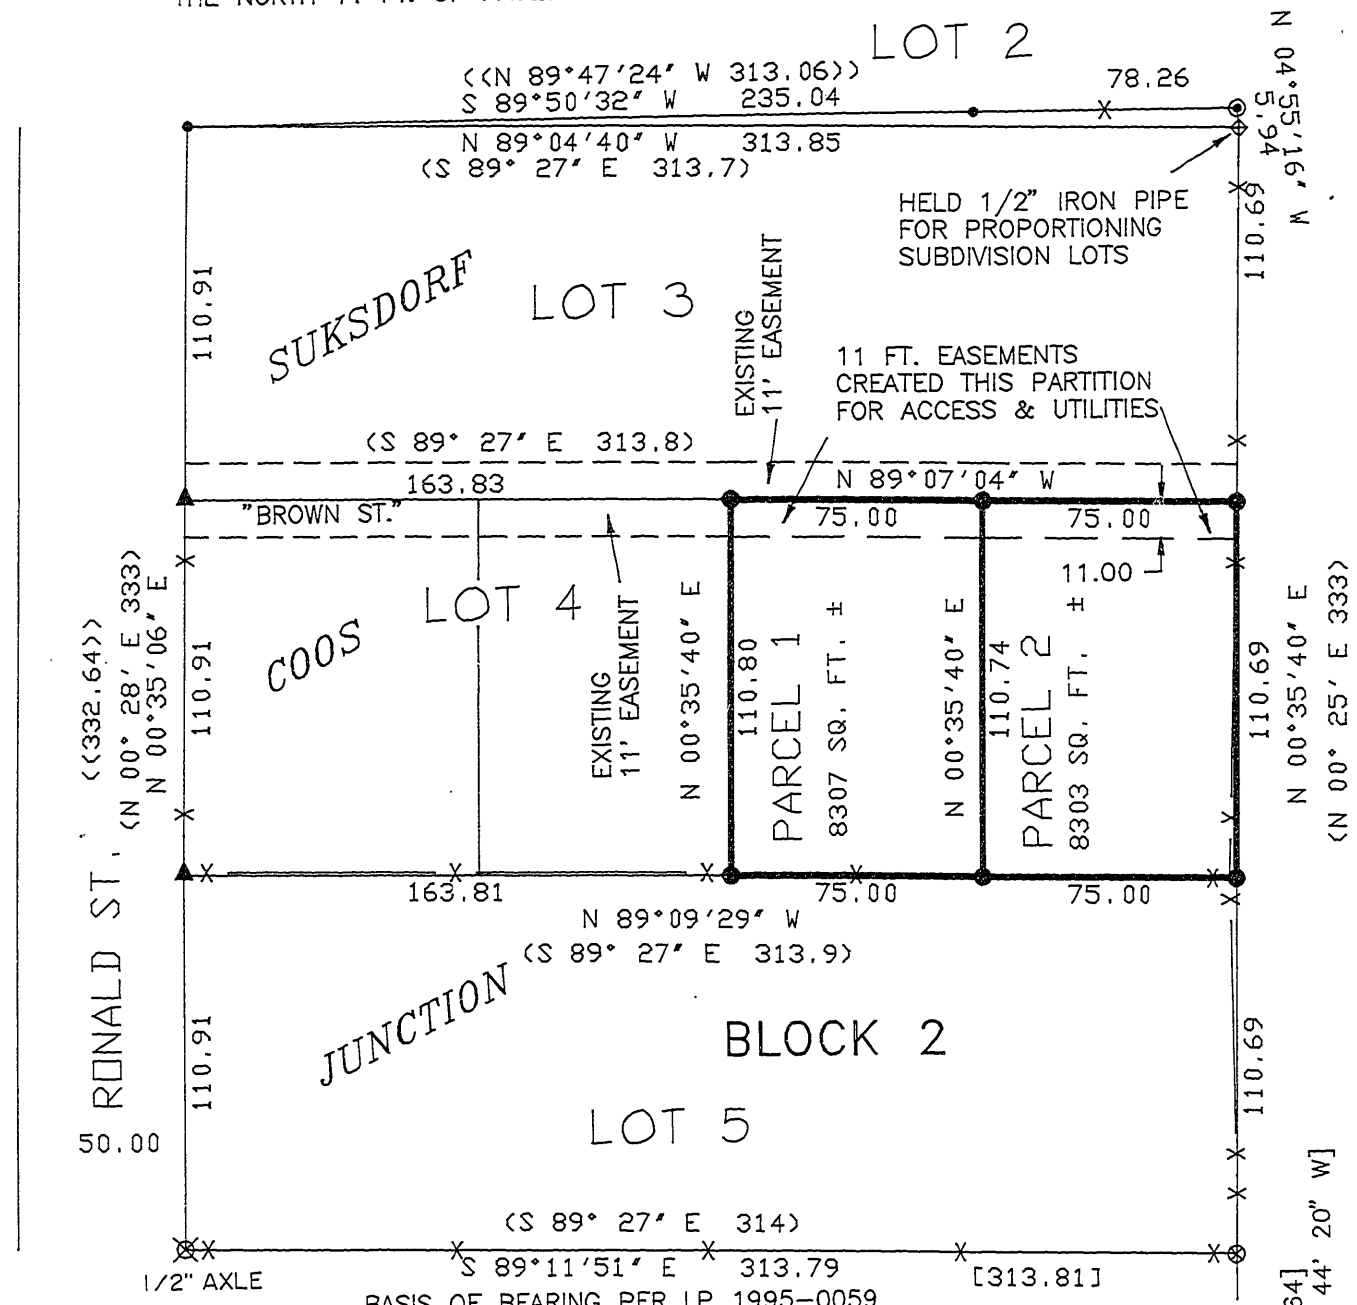 LOT 2
((N 89°47'24" W 313.06))
S 89°50'32" W 235.04
78.26
N 04°55'16" W
5.94
N 89°04'40" W 313.85
(S 89° 27" E 313.7)
HELD 1/2" IRON PIPE
FOR PROPORTIONING
SUBDIVISION LOTS
110.69
110.91
SUKSDORF
LOT 3
EXISTING
11' EASEMENT
11 FT. EASEMENTS
CREATED THIS PARTITION
FOR ACCESS & UTILITIES
(S 89° 27" E 313.8)
163.83
N 89°07'04" W
"BROWN ST."
75.00
75.00
11.00
LOT 4
COOS
EXISTING
11' EASEMENT
((332.64))
(N 00° 28' E 333)
N 00°35'06" E
110.91
N 00°35'40" E
110.80
PARCEL 1
8307 SQ. FT. ±
N 00°35'40" E
110.74
PARCEL 2
8303 SQ. FT. ±
110.69
N 00°35'40" E
(N 00° 25' E 333)
163.81
75.00
75.00
N 89°09'29" W
(S 89° 27" E 313.9)
RONALD ST.
50.00
110.91
JUNCTION
BLOCK 2
LOT 5
110.69
(S 89° 27" E 314)
1/2" AXLE
S 89°11'51" E 313.79
[313.81]
BASIS OF BEARING PER LP 1995-0059
64]
44' 20" W]